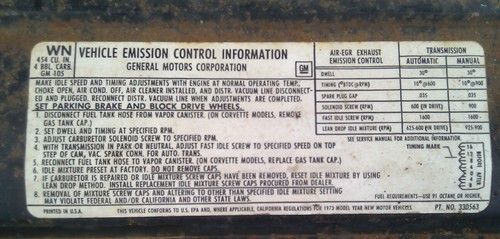 WN
454 CU. IN.
4 BBL. CARB.
GM 105
VEHICLE EMISSION CONTROL INFORMATION
GENERAL MOTORS CORPORATION
GM
MAKE IDLE SPEED AND TIMING ADJUSTMENTS WITH ENGINE AT NORMAL OPERATING TEMP.,
CHOKE OPEN, AIR COND. OFF, AIR CLEANER INSTALLED, AND DISTR. VACUUM LINE DISCONNECT-
ED AND PLUGGED. RECONNECT DISTR. VACUUM LINE WHEN ADJUSTMENTS ARE COMPLETED.
SET PARKING BRAKE AND BLOCK DRIVE WHEELS.
1. DISCONNECT FUEL TANK HOSE FROM VAPOR CANISTER. (ON CORVETTE MODELS, REMOVE
GAS TANK CAP.)
2. SET DWELL AND TIMING AT SPECIFIED RPM.
3. ADJUST CARBURETOR SOLENOID SCREW TO SPECIFIED RPM.
4. WITH TRANSMISSION IN PARK OR NEUTRAL, ADJUST FAST IDLE SCREW TO SPECIFIED SPEED ON TOP
STEP OF CAM, VAC. SPARK CONN. FOR AUTO. TRANS.
5. RECONNECT FUEL TANK HOSE TO VAPOR CANISTER. (ON CORVETTE MODELS, REPLACE GAS TANK CAP.)
6. IDLE MIXTURE PRESET AT FACTORY. DO NOT REMOVE CAPS.
7. IF CARBURETOR IS REPAIRED OR IDLE MIXTURE SCREW CAPS HAVE BEEN REMOVED, RESET IDLE MIXTURE BY USING
LEAN DROP METHOD. INSTALL REPLACEMENT IDLE MIXTURE SCREW CAPS PROCURED FROM DEALER.
8. REMOVAL OF MIXTURE SCREW CAPS AND ALTERING TO OTHER THAN SPECIFIED IDLE MIXTURE SETTING
MAY VIOLATE FEDERAL AND/OR CALIFORNIA AND OTHER STATE LAWS.
AIR-EGR EXHAUST EMISSION CONTROL
TRANSMISSION
AUTOMATIC MANUAL
DWELL 30° 30°
TIMING (°BTDC @RPM) 10°@900
SPARK PLUG GAP .035 .035
SOLENOID SCREW (RPM) 600 (IN DRIVE) 900
FAST IDLE SCREW (RPM) 1600 1600
LEAN DROP IDLE MIXTURE (RPM) 625-600 (IN DRIVE) 925-900
SEE SERVICE MANUAL FOR ADDITIONAL INFORMATION.
TIMING MARK
FUEL REQUIREMENTS—USE 91 OCTANE OR HIGHER.
PRINTED IN U.S.A.
THIS VEHICLE CONFORMS TO U.S. EPA AND, WHERE APPLICABLE, CALIFORNIA REGULATIONS FOR 1973 MODEL YEAR NEW MOTOR VEHICLES.
PT. NO. 330563